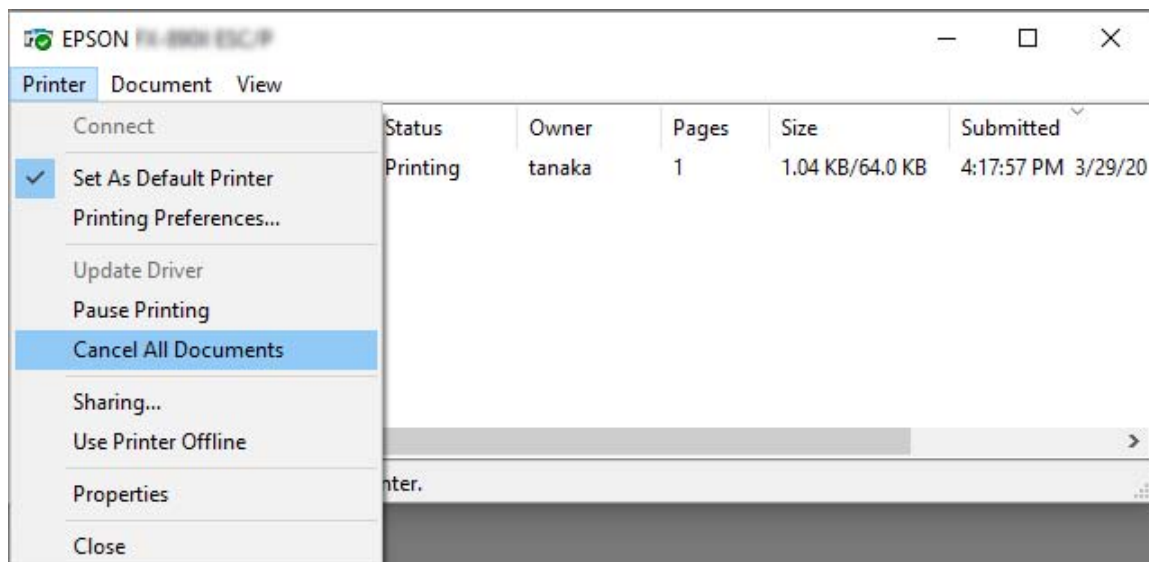 EPSON
Printer Document View
Connect
Status Owner Pages Size Submitted
Set As Default Printer
Printing tanaka 1 1.04 KB/64.0 KB 4:17:57 PM 3/29/20
Printing Preferences...
Update Driver
Pause Printing
Cancel All Documents
Sharing...
Use Printer Offline
Properties
nter.
Close